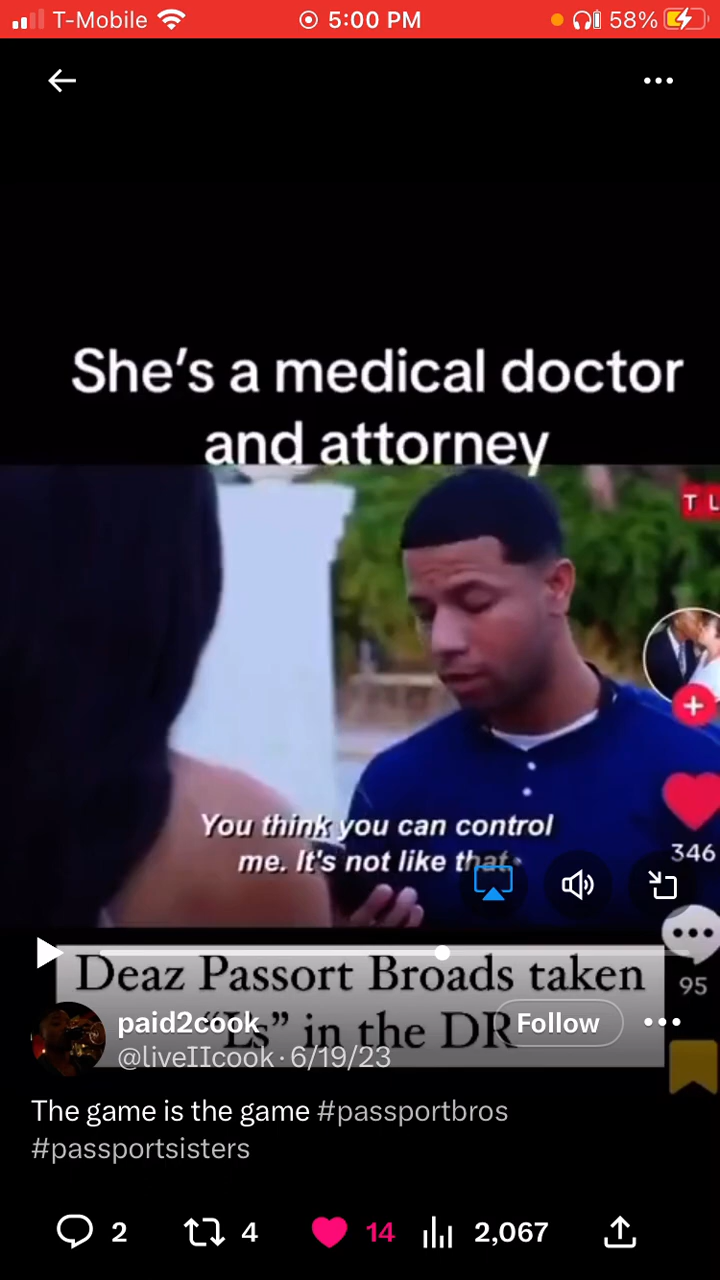 T-Mobile 5:00 PM 58%
She's a medical doctor
and attorney
T L
You think you can control
me. It's not like that.
346
95
Deaz Passort Broads taken
"Ls" in the DR
paid2cook Follow
@liveIIcook · 6/19/23
The game is the game #passportbros
#passportsisters
2 4 14 2,067